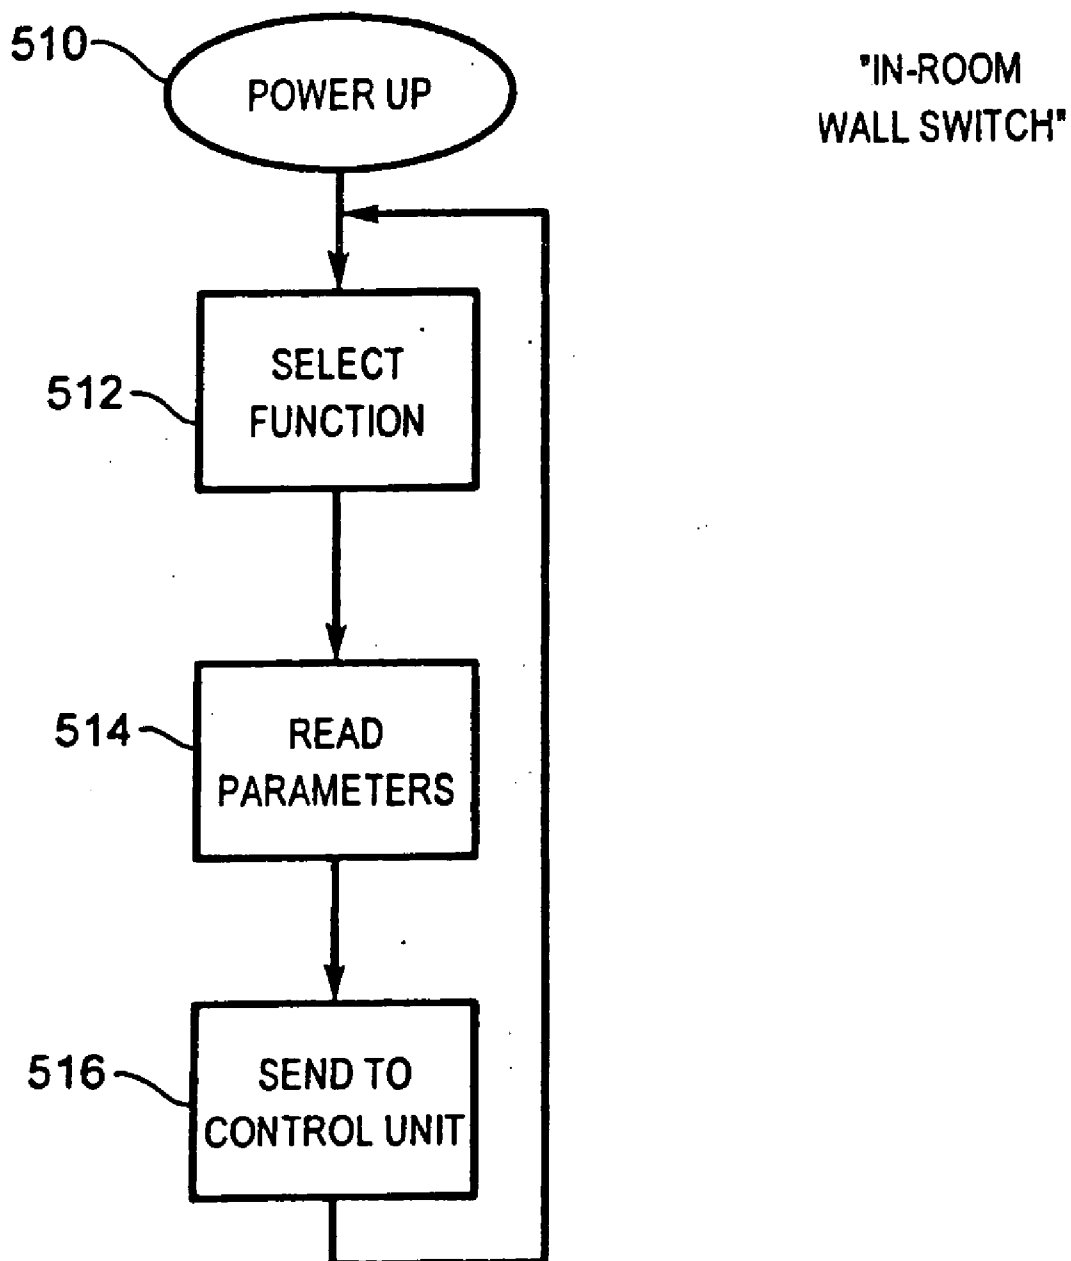 510
POWER UP
"IN-ROOM
WALL SWITCH"
512
SELECT
FUNCTION
514
READ
PARAMETERS
516
SEND TO
CONTROL UNIT